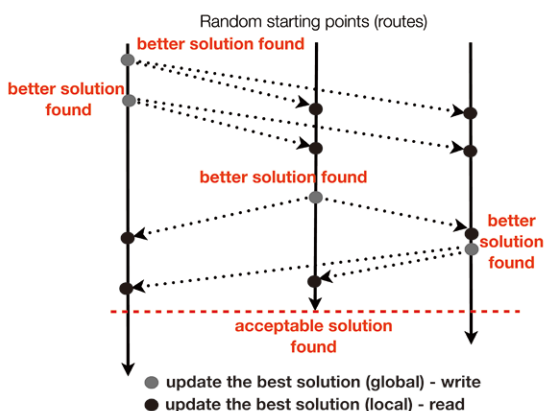 Random starting points (routes)
better solution found
better solution
found
better solution found
better
solution
found
acceptable solution
found
update the best solution (global) - write
update the best solution (local) - read